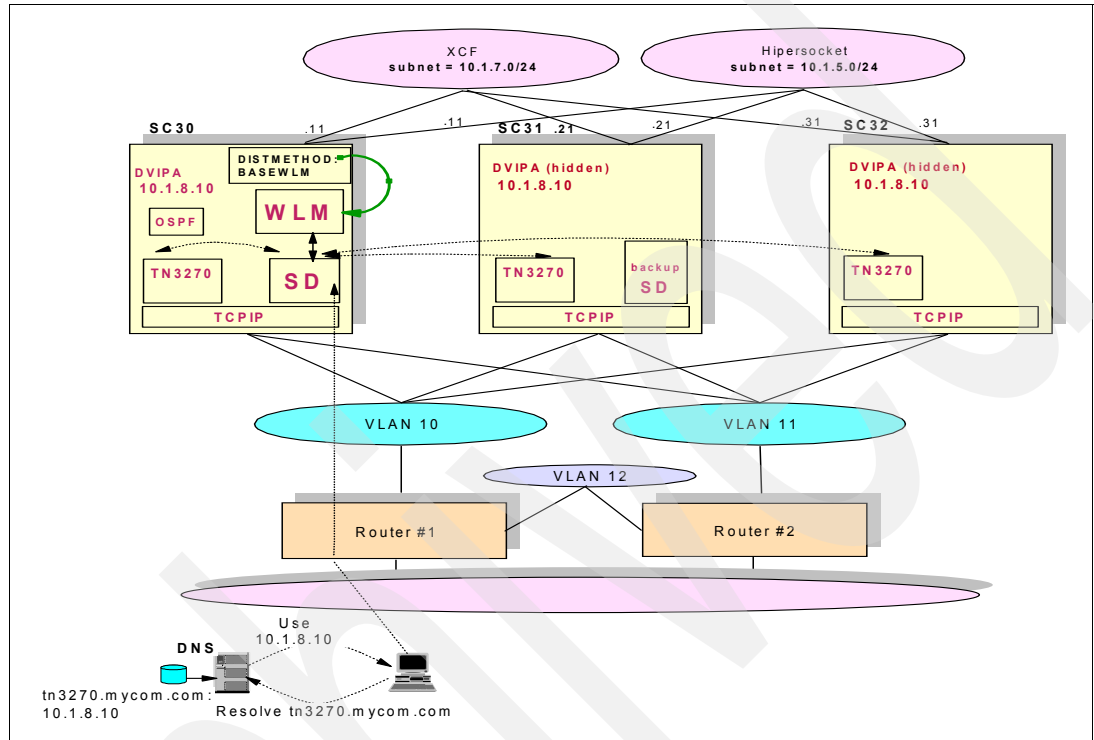 XCF
subnet = 10.1.7.0/24
Hipersocket
subnet = 10.1.5.0/24
SC30
.11
.11
SC31 .21
.21
.31
SC32
.31
DISTMETHOD:
BASEWLM
DVIPA
10.1.8.10
OSPF
WLM
TN3270
SD
TCPIP
DVIPA (hidden)
10.1.8.10
TN3270
backup
SD
TCPIP
DVIPA (hidden)
10.1.8.10
TN3270
TCPIP
VLAN 10
VLAN 11
VLAN 12
Router #1
Router #2
Use
10.1.8.10
DNS
tn3270.mycom.com:
10.1.8.10
Resolve tn3270.mycom.com